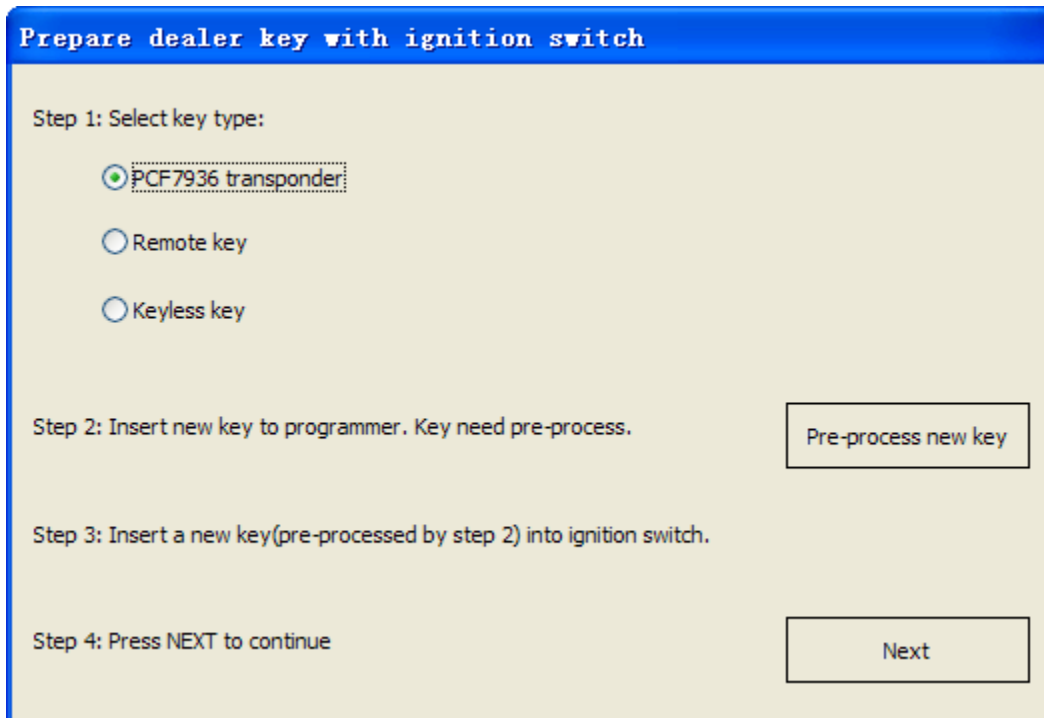 Prepare dealer key with ignition switch
Step 1: Select key type:
PCF7936 transponder
Remote key
Keyless key
Step 2: Insert new key to programmer. Key need pre-process.
Pre-process new key
Step 3: Insert a new key(pre-processed by step 2) into ignition switch.
Step 4: Press NEXT to continue
Next